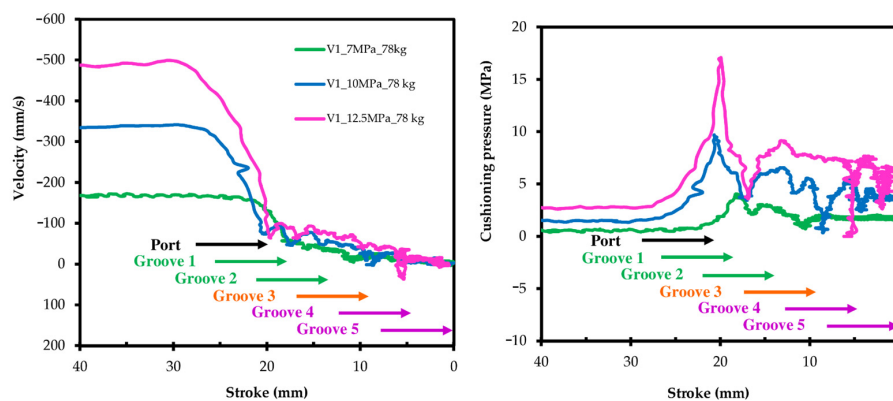 −600
−500
−400
−300
−200
−100
0
100
200
40
30
20
10
0
Velocity (mm/s)
Stroke (mm)
V1_7MPa_78kg
V1_10MPa_78 kg
V1_12.5MPa_78 kg
Port
Groove 1
Groove 2
Groove 3
Groove 4
Groove 5
20
15
10
5
0
−5
−10
40
30
20
10
Cushioning pressure (MPa)
Stroke (mm)
Port
Groove 1
Groove 2
Groove 3
Groove 4
Groove 5